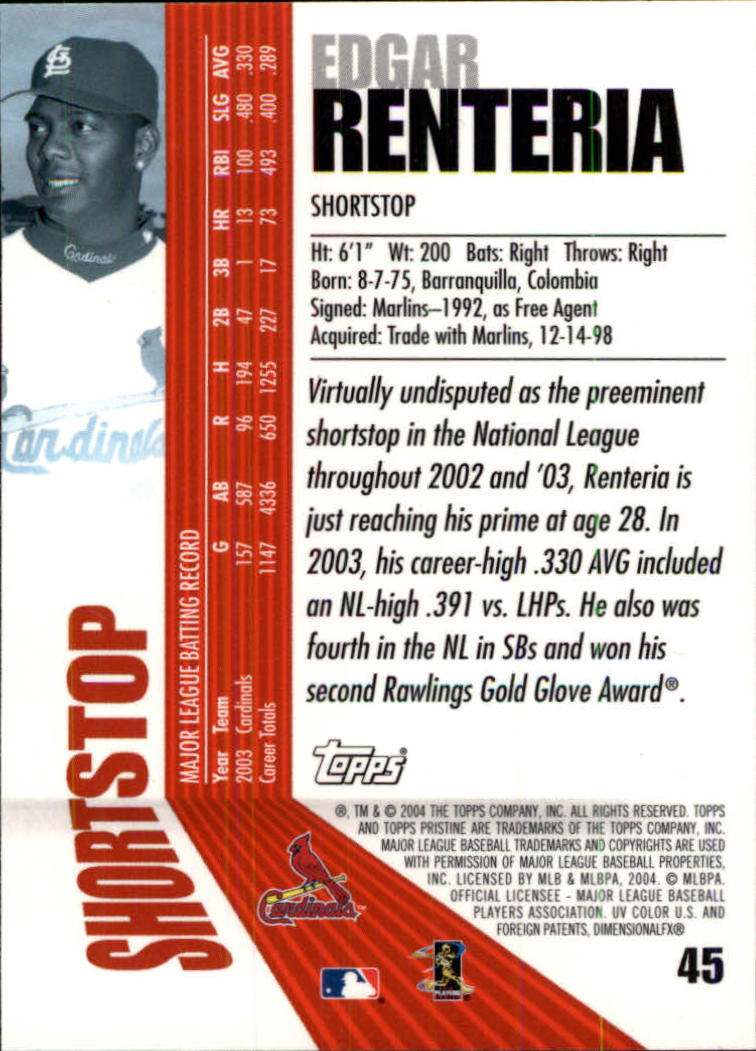 EDGAR
RENTERIA
SHORTSTOP
Ht: 6'1" Wt: 200 Bats: Right Throws: Right
Born: 8-7-75, Barranquilla, Colombia
Signed: Marlins–1992, as Free Agent
Acquired: Trade with Marlins, 12-14-98
Virtually undisputed as the preeminent
shortstop in the National League
throughout 2002 and '03, Renteria is
just reaching his prime at age 28. In
2003, his career-high .330 AVG included
an NL-high .391 vs. LHPs. He also was
fourth in the NL in SBs and won his
second Rawlings Gold Glove Award®.
SHORTSTOP
MAJOR LEAGUE BATTING RECORD
Year Team G AB R H 2B 3B HR RBI SLG AVG
2003 Cardinals 157 587 96 194 47 1 13 100 .480 .330
Career Totals 1147 4336 650 1255 227 17 73 493 .400 .289
Cardinals
Cardinals
Topps®
®, TM & © 2004 THE TOPPS COMPANY, INC. ALL RIGHTS RESERVED. TOPPS
AND TOPPS PRISTINE ARE TRADEMARKS OF THE TOPPS COMPANY, INC.
MAJOR LEAGUE BASEBALL TRADEMARKS AND COPYRIGHTS ARE USED
WITH PERMISSION OF MAJOR LEAGUE BASEBALL PROPERTIES,
INC. LICENSED BY MLB & MLBPA, 2004. © MLBPA.
OFFICIAL LICENSEE - MAJOR LEAGUE BASEBALL
PLAYERS ASSOCIATION. UV COLOR U.S. AND
FOREIGN PATENTS, DIMENSIONALFX®
Cardinals™
45